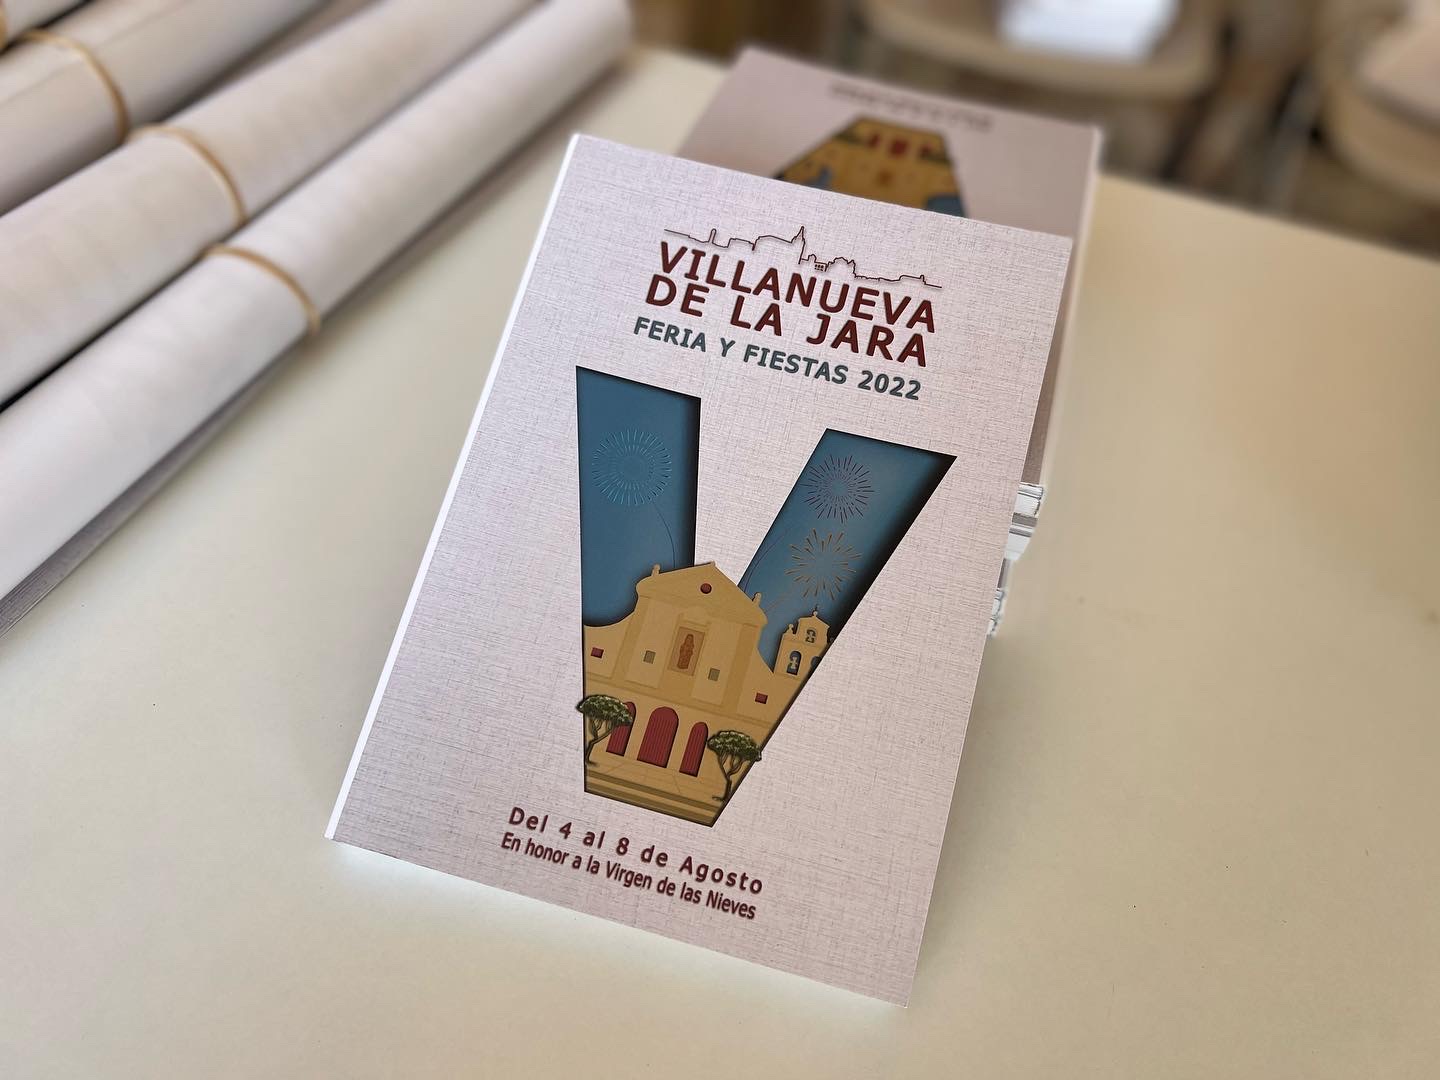 VILLANUEVA
DE LA JARA
FERIA Y FIESTAS 2022
Del 4 al 8 de Agosto
En honor a la Virgen de las Nieves